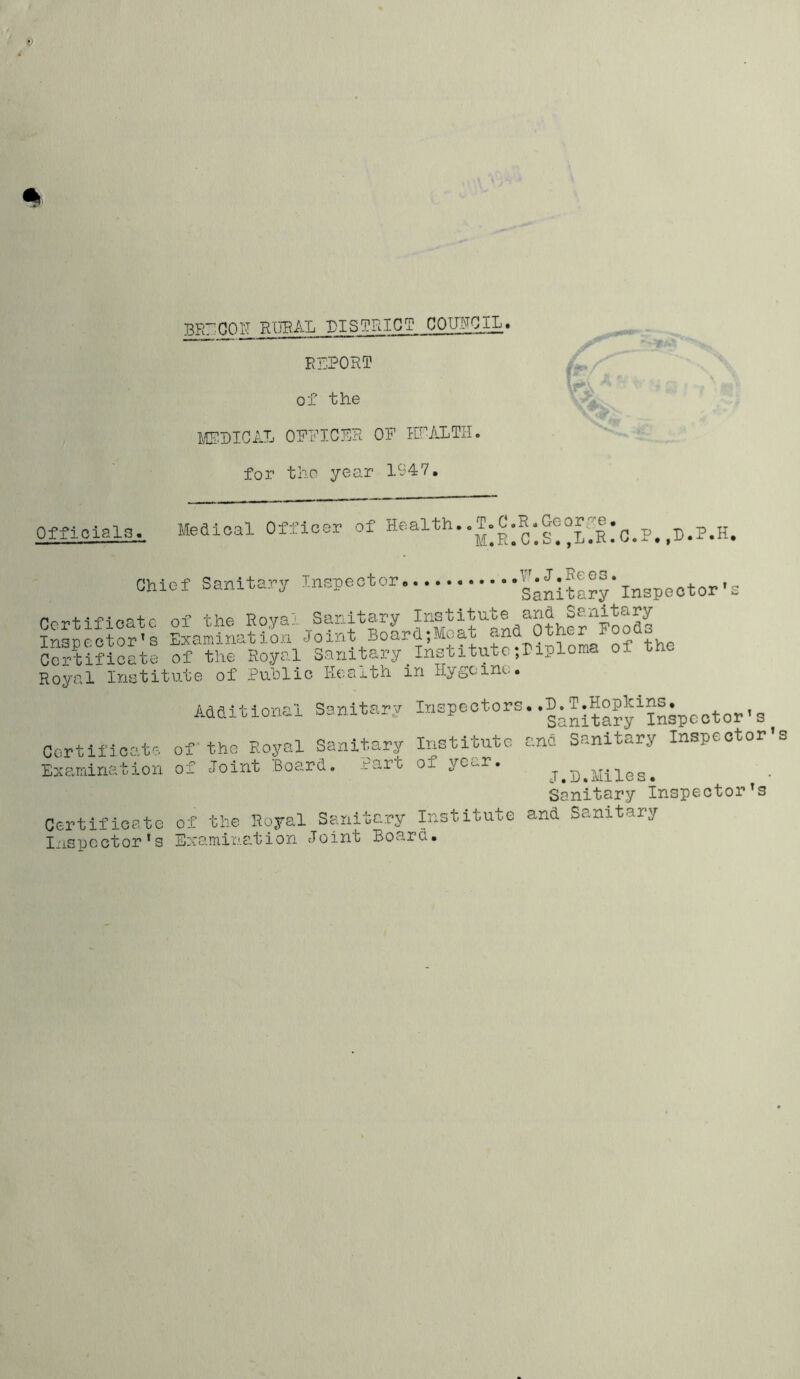 BRECON RURAL DISTRICT COUNCIL.
REPORT
of the
MEDICAL OFFICER OF HEALTH.
for the year 1947.
Officials. Medical Officer of Health..T.C.R.George.
M.R.C.S.,L.R.C.P.,D.P.H.
Chief Sanitary Inspector...........W.J.Rees.
Sanitary Inspector's
Certificate of the Royal Sanitary Institute and Sanitary
Inspector's Examination Joint Board;Meat and Other Foods
Certificate of the Royal Sanitary Institute;Diploma of the
Royal Institute of Public Health in Hygeine.
Additional Sanitary Inspectors..D.T.Hopkins.
Sanitary Inspector's
Certificate of the Royal Sanitary Institute and Sanitary Inspector's
Examination of Joint Board. Part of year.
J.D.Miles.
Sanitary Inspector's
Certificate of the Royal Sanitary Institute and Sanitary
Inspector's Examination Joint Board.